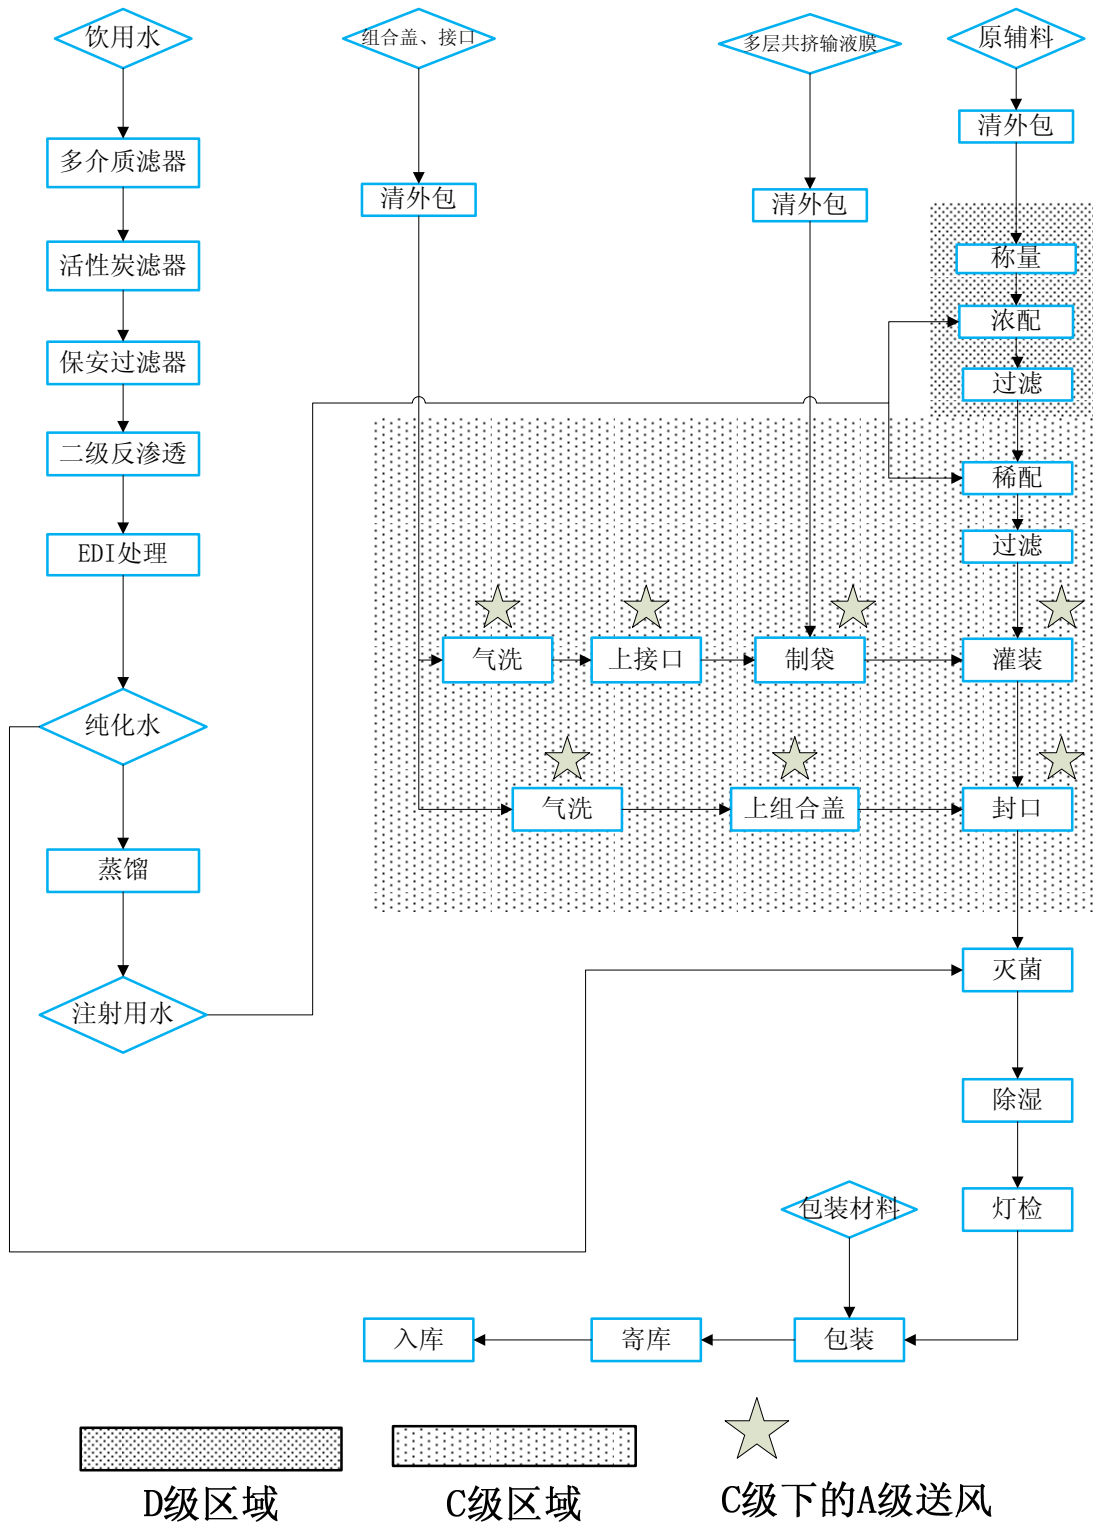 饮用水
组合盖、接口
多层共挤输液膜
原辅料
清外包
多介质滤器
清外包
清外包
称量
活性炭滤器
浓配
保安过滤器
过滤
二级反渗透
稀配
EDI处理
过滤
气洗
上接口
制袋
灌装
纯化水
气洗
上组合盖
封口
蒸馏
灭菌
注射用水
除湿
包装材料
灯检
入库
寄库
包装
D级区域
C级区域
C级下的A级送风